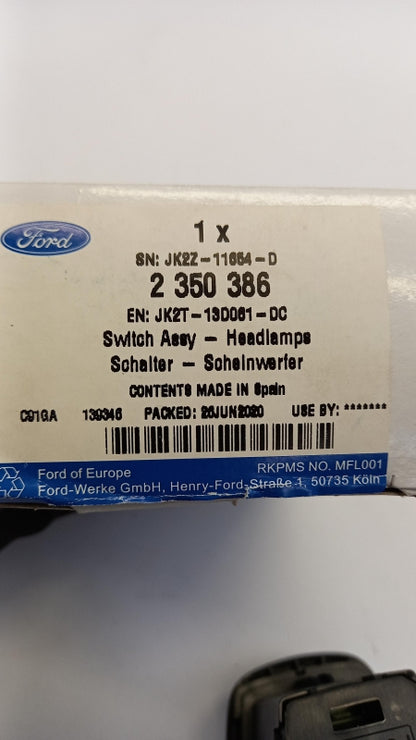 Ford
1 x
SN: JK2Z-11654-D
2 350 386
EN: JK2T-13D061-DC
Switch Assy - Headlamps
Schalter - Scheinwerfer
CONTENTS MADE IN Spain
C91GA 139346 PACKED: 26JUN2020 USE BY: *******
Ford of Europe RKPMS NO. MFL001
Ford-Werke GmbH, Henry-Ford-Straße 1, 50735 Köln